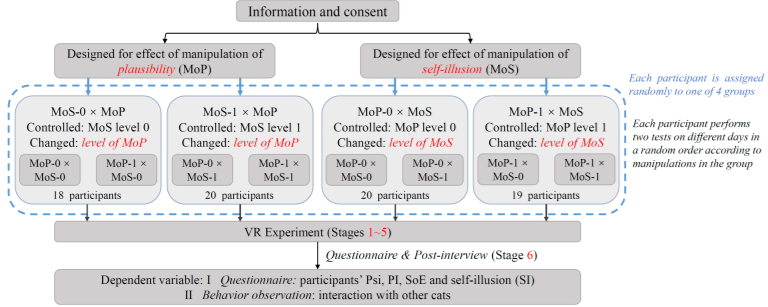 Information and consent
Designed for effect of manipulation of
plausibility (MoP)
Designed for effect of manipulation of
self-illusion (MoS)
Each participant is assigned
randomly to one of 4 groups
MoS-0 × MoP
Controlled: MoS level 0
Changed: level of MoP
MoP-0 ×
MoS-0
MoP-1 ×
MoS-0
18 participants
MoS-1 × MoP
Controlled: MoS level 1
Changed: level of MoP
MoP-0 ×
MoS-1
MoP-1 ×
MoS-1
20 participants
MoP-0 × MoS
Controlled: MoP level 0
Changed: level of MoS
MoP-0 ×
MoS-0
MoP-0 ×
MoS-1
20 participants
MoP-1 × MoS
Controlled: MoP level 1
Changed: level of MoS
MoP-1 ×
MoS-0
MoP-1 ×
MoS-1
19 participants
Each participant performs
two tests on different days in
a random order according to
manipulations in the group
VR Experiment (Stages 1~5)
Questionnaire & Post-interview (Stage 6)
Dependent variable: I Questionnaire: participants' Psi, PI, SoE and self-illusion (SI)
II Behavior observation: interaction with other cats